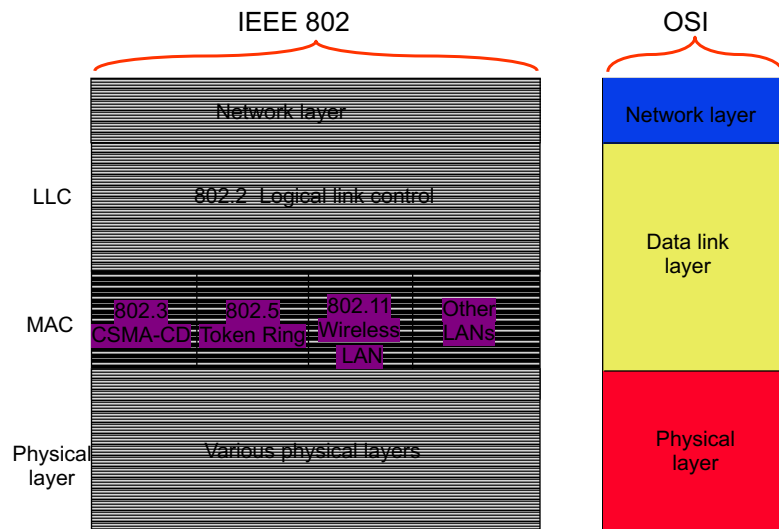 IEEE 802
OSI
Network layer
Network layer
LLC
802.2 Logical link control
Data link
layer
MAC
802.3
CSMA-CD
802.5
Token Ring
802.11
Wireless
LAN
Other
LANs
Physical
layer
Various physical layers
Physical
layer